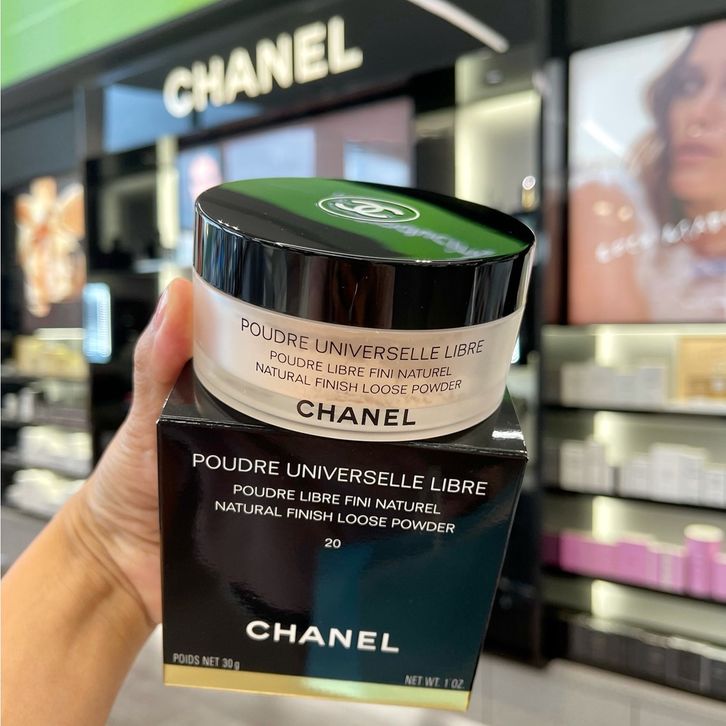 CHANEL
POUDRE UNIVERSELLE LIBRE
POUDRE LIBRE FINI NATUREL
NATURAL FINISH LOOSE POWDER
CHANEL
POUDRE UNIVERSELLE LIBRE
POUDRE LIBRE FINI NATUREL
NATURAL FINISH LOOSE POWDER
20
CHANEL
POIDS NET 30 g
NET WT. 1 OZ.